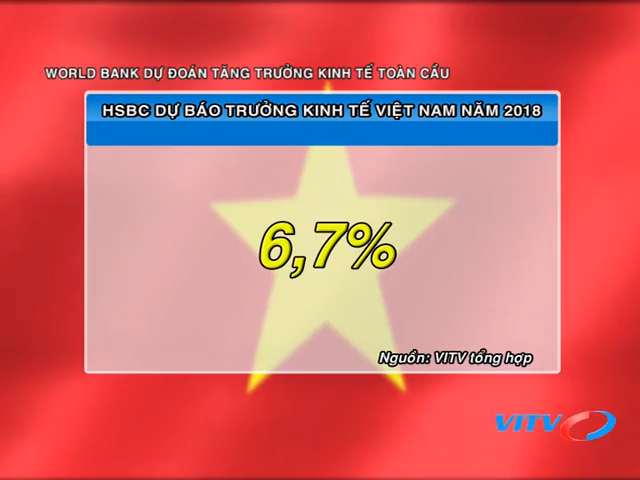 WORLD BANK DỰ ĐOÁN TĂNG TRƯỞNG KINH TẾ TOÀN CẦU
HSBC DỰ BÁO TRƯỞNG KINH TẾ VIỆT NAM NĂM 2018
6,7%
Nguồn: VITV tổng hợp
VITV